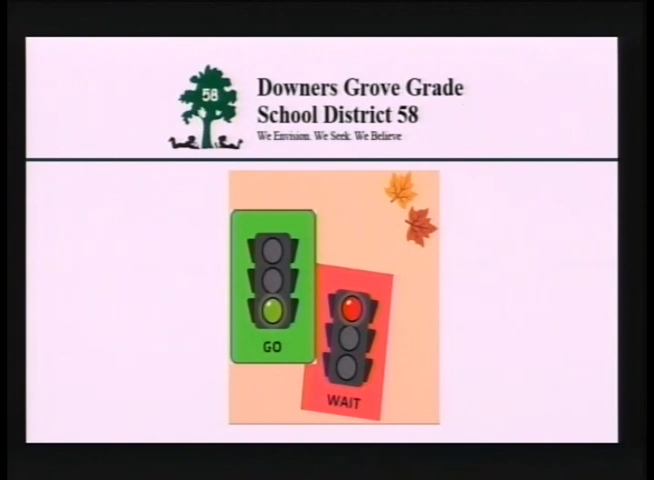 58
Downers Grove Grade
School District 58
We Envision. We Seek. We Believe
GO
WAIT